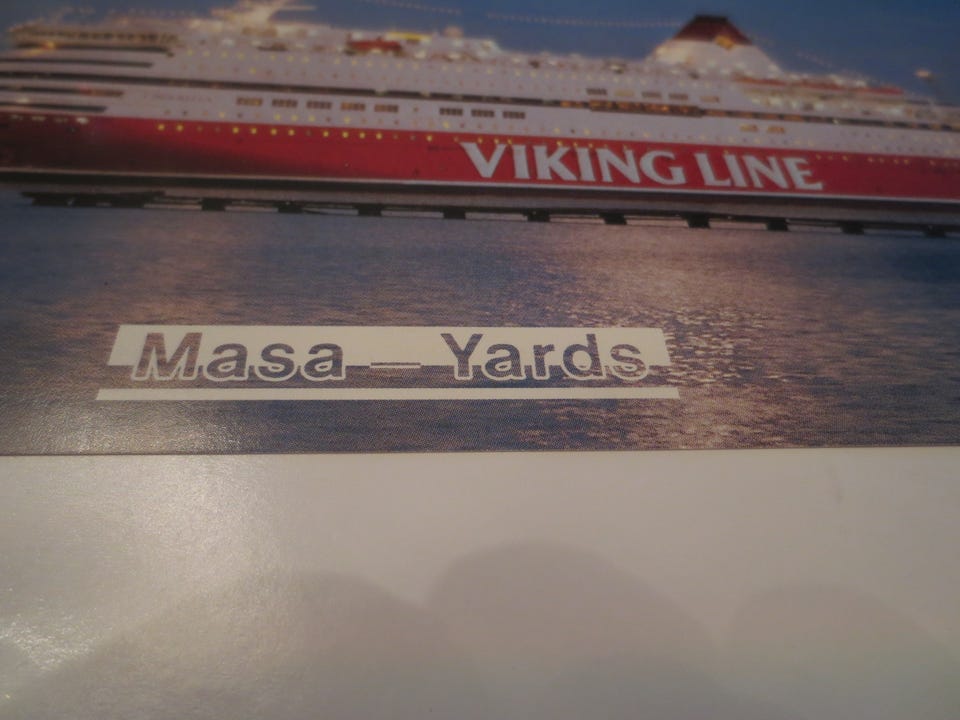 VIKING LINE
Masa – Yards